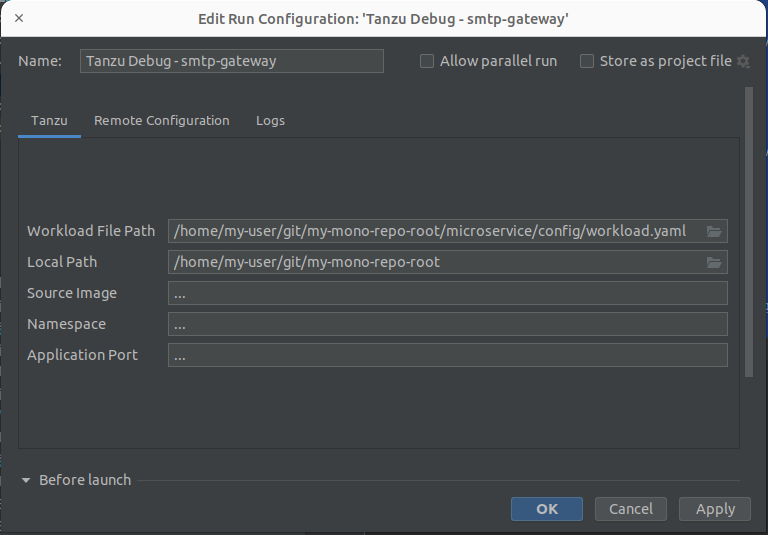 Edit Run Configuration: 'Tanzu Debug - smtp-gateway'
Name: Tanzu Debug - smtp-gateway Allow parallel run Store as project file
Tanzu Remote Configuration Logs
Workload File Path /home/my-user/git/my-mono-repo-root/microservice/config/workload.yaml
Local Path /home/my-user/git/my-mono-repo-root
Source Image ...
Namespace ...
Application Port ...
Before launch
OK Cancel Apply